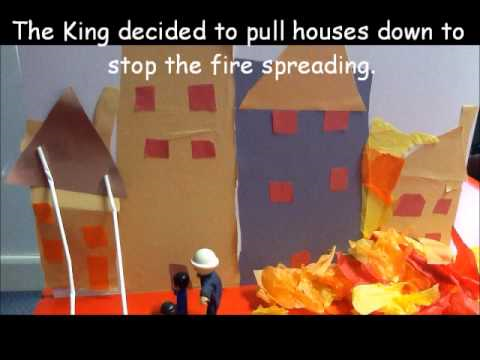 The King decided to pull houses down to
stop the fire spreading.